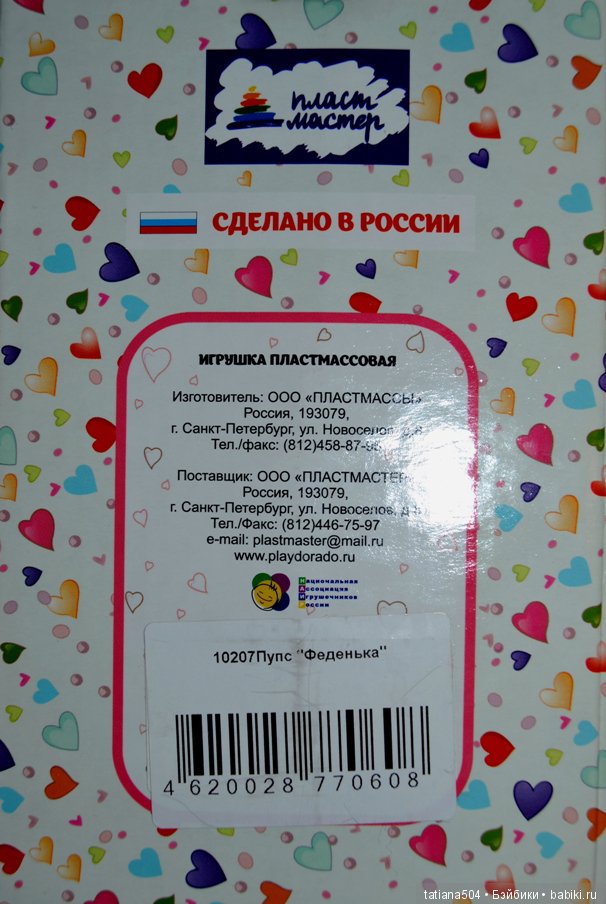 пласт
мастер
СДЕЛАНО В РОССИИ
ИГРУШКА ПЛАСТМАССОВАЯ
Изготовитель: ООО «ПЛАСТМАССЫ»
Россия, 193079,
г. Санкт-Петербург, ул. Новоселов,
Тел./факс: (812)458-87-
Поставщик: ООО «ПЛАСТМАСТЕР
Россия, 193079,
г. Санкт-Петербург, ул. Новоселов,
Тел./Факс: (812)446-75-97
e-mail: plastmaster@mail.ru
www.playdorado.ru
Национальная
Ассоциация
Игрушечников
России
10207Пупс "Феденька"
4 620028 770608
tatiana504 • Бэйбики • babiki.ru